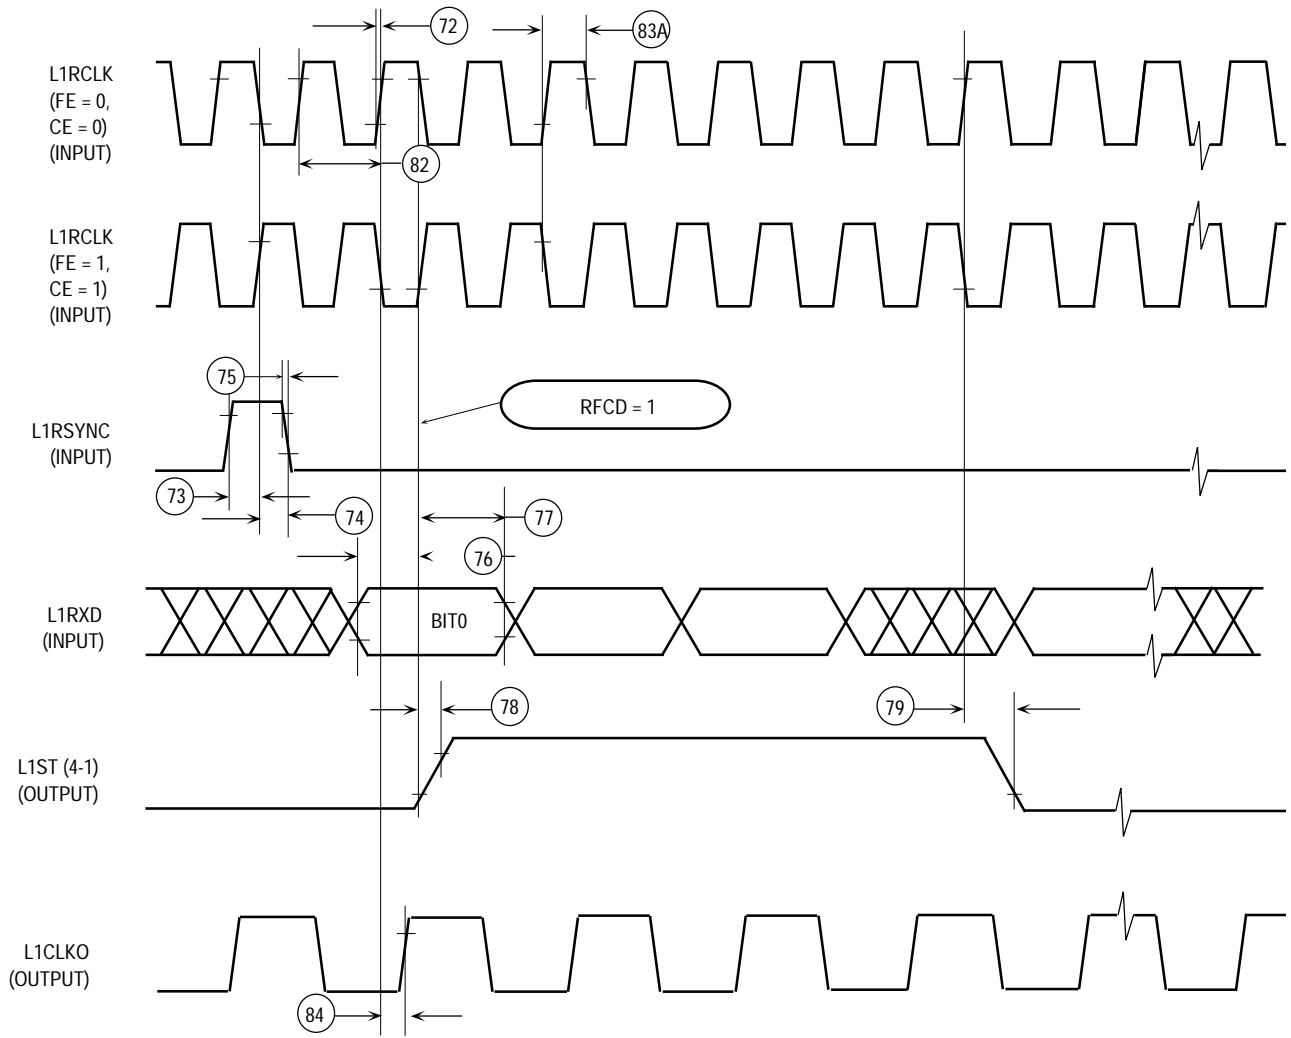 72
83A
L1RCLK
(FE = 0,
CE = 0)
(INPUT)
82
L1RCLK
(FE = 1,
CE = 1)
(INPUT)
75
RFCD = 1
L1RSYNC
(INPUT)
73
74
77
76
L1RXD
(INPUT)
BIT0
78
79
L1ST (4-1)
(OUTPUT)
L1CLKO
(OUTPUT)
84